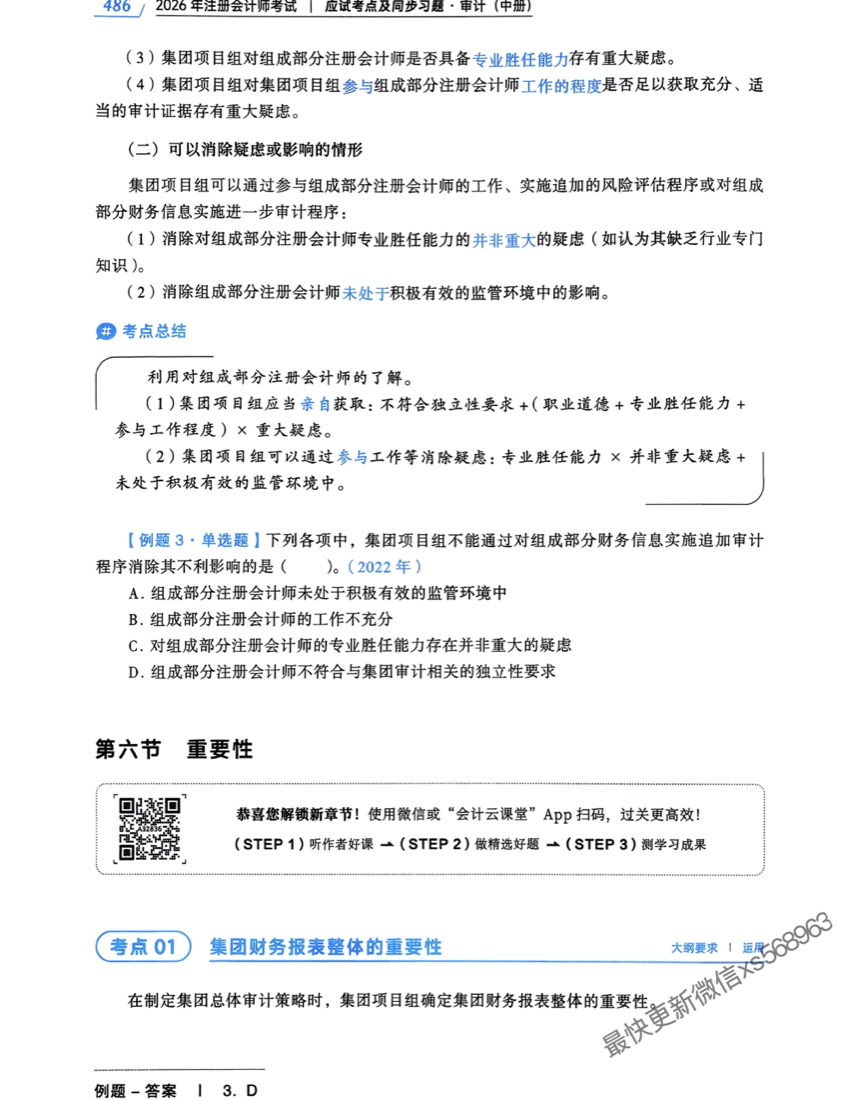 486 2026 年注册会计师考试 | 应试考点及同步习题·审计（中册）
（3）集团项目组对组成部分注册会计师是否具备专业胜任能力存有重大疑虑。
（4）集团项目组对集团项目组参与组成部分注册会计师工作的程度是否足以获取充分、适
当的审计证据存有重大疑虑。
（二）可以消除疑虑或影响的情形
集团项目组可以通过参与组成部分注册会计师的工作、实施追加的风险评估程序或对组成
部分财务信息实施进一步审计程序：
（1）消除对组成部分注册会计师专业胜任能力的并非重大的疑虑（如认为其缺乏行业专门
知识）。
（2）消除组成部分注册会计师未处于积极有效的监管环境中的影响。
# 考点总结
利用对组成部分注册会计师的了解。
（1）集团项目组应当亲自获取：不符合独立性要求 +（职业道德 + 专业胜任能力 +
参与工作程度）× 重大疑虑。
（2）集团项目组可以通过参与工作等消除疑虑：专业胜任能力 × 并非重大疑虑 +
未处于积极有效的监管环境中。
【例题 3·单选题】下列各项中，集团项目组不能通过对组成部分财务信息实施追加审计
程序消除其不利影响的是（　　）。（2022 年）
A. 组成部分注册会计师未处于积极有效的监管环境中
B. 组成部分注册会计师的工作不充分
C. 对组成部分注册会计师的专业胜任能力存在并非重大的疑虑
D. 组成部分注册会计师不符合与集团审计相关的独立性要求
第六节 重要性
恭喜您解锁新章节！使用微信或“会计云课堂”App 扫码，过关更高效！
（STEP 1）听作者好课 ⇀（STEP 2）做精选好题 ⇀（STEP 3）测学习成果
A32836
考点 01 集团财务报表整体的重要性 大纲要求 | 运用
在制定集团总体审计策略时，集团项目组确定集团财务报表整体的重要性。
最快更新微信xs568963
例题 – 答案 | 3. D